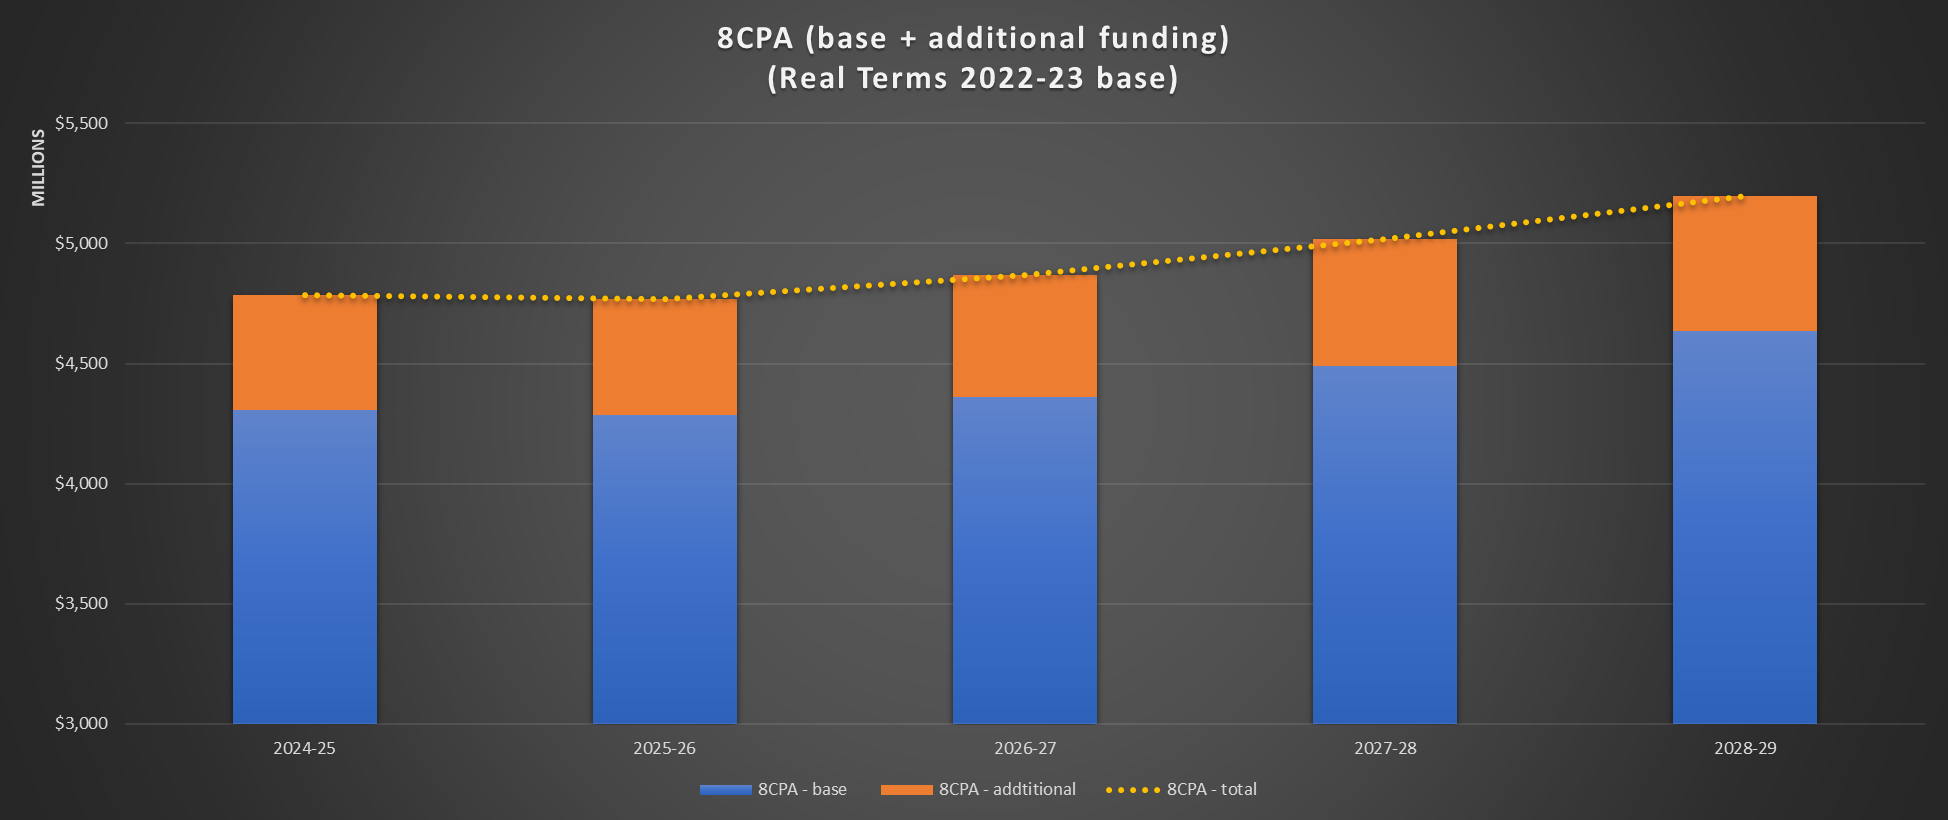 8CPA (base + additional funding)
(Real Terms 2022-23 base)
MILLIONS
$5,500
$5,000
$4,500
$4,000
$3,500
$3,000
2024-25
2025-26
2026-27
2027-28
2028-29
8CPA - base
8CPA - addtitional
8CPA - total